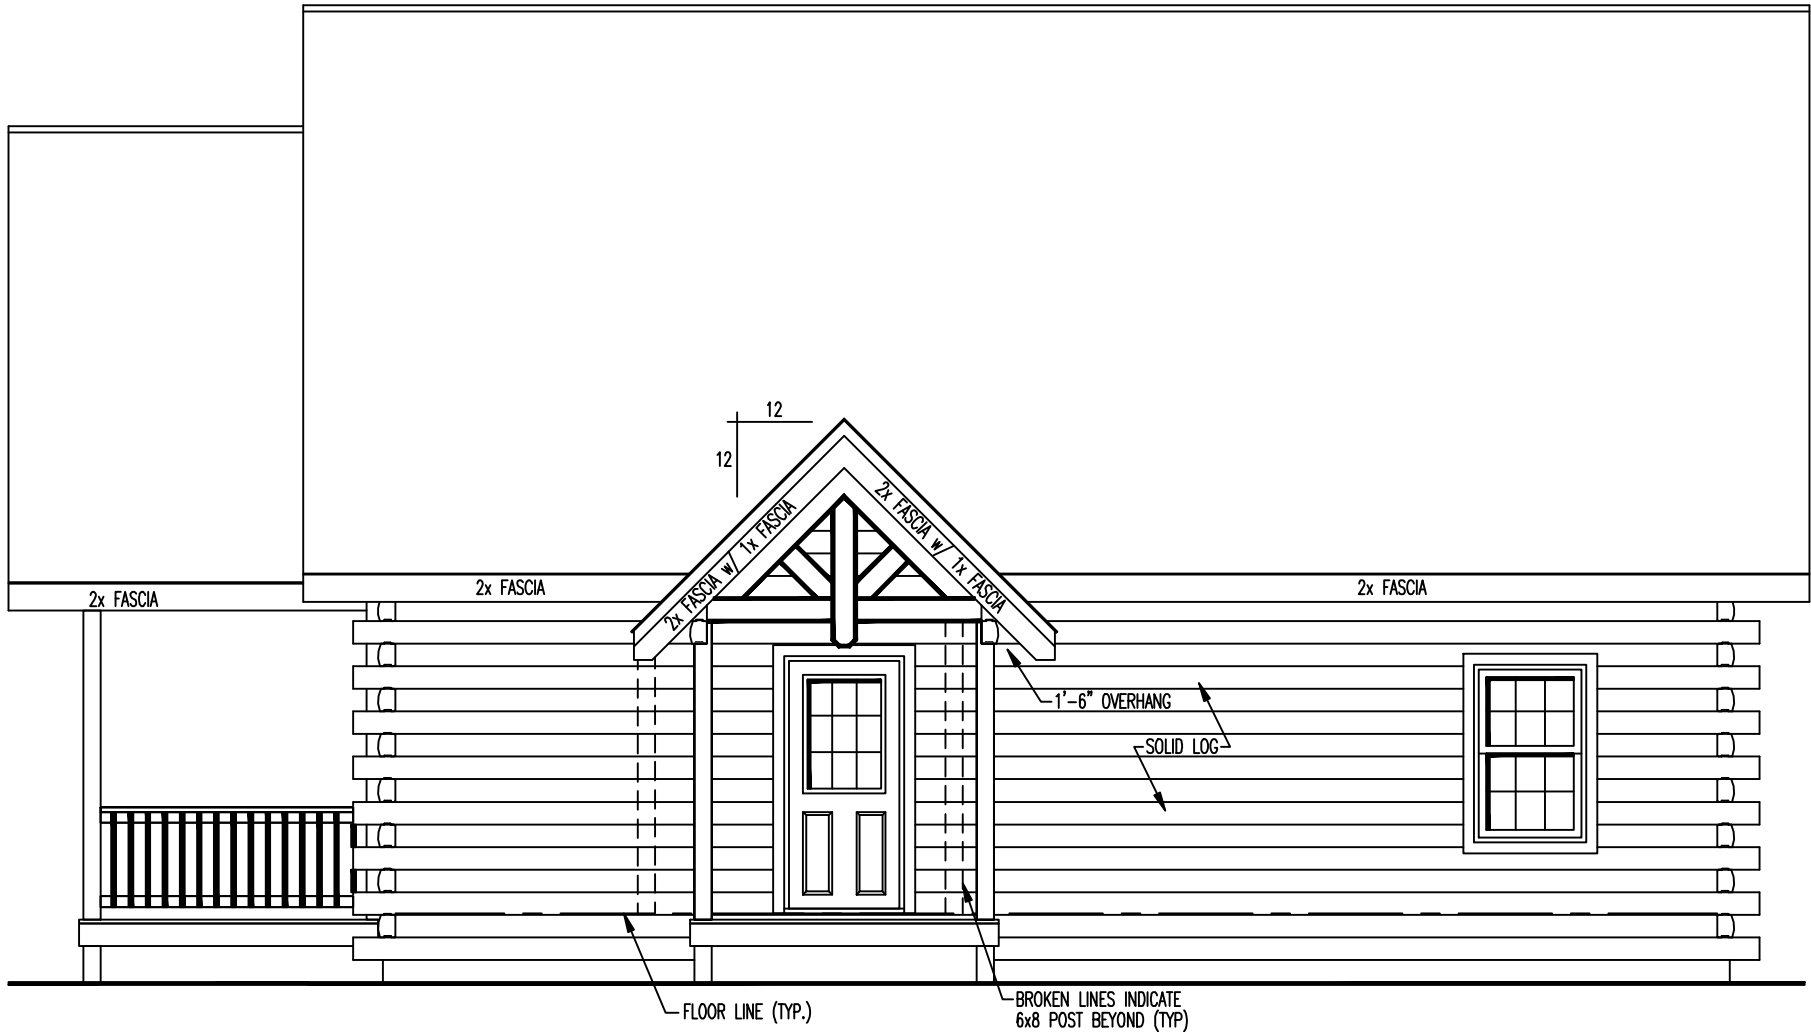 12
12
2x FASCIA w/ 1x FASCIA
2x FASCIA w/ 1x FASCIA
2x FASCIA
2x FASCIA
2x FASCIA
1'-6" OVERHANG
SOLID LOG
FLOOR LINE (TYP.)
BROKEN LINES INDICATE
6x8 POST BEYOND (TYP)